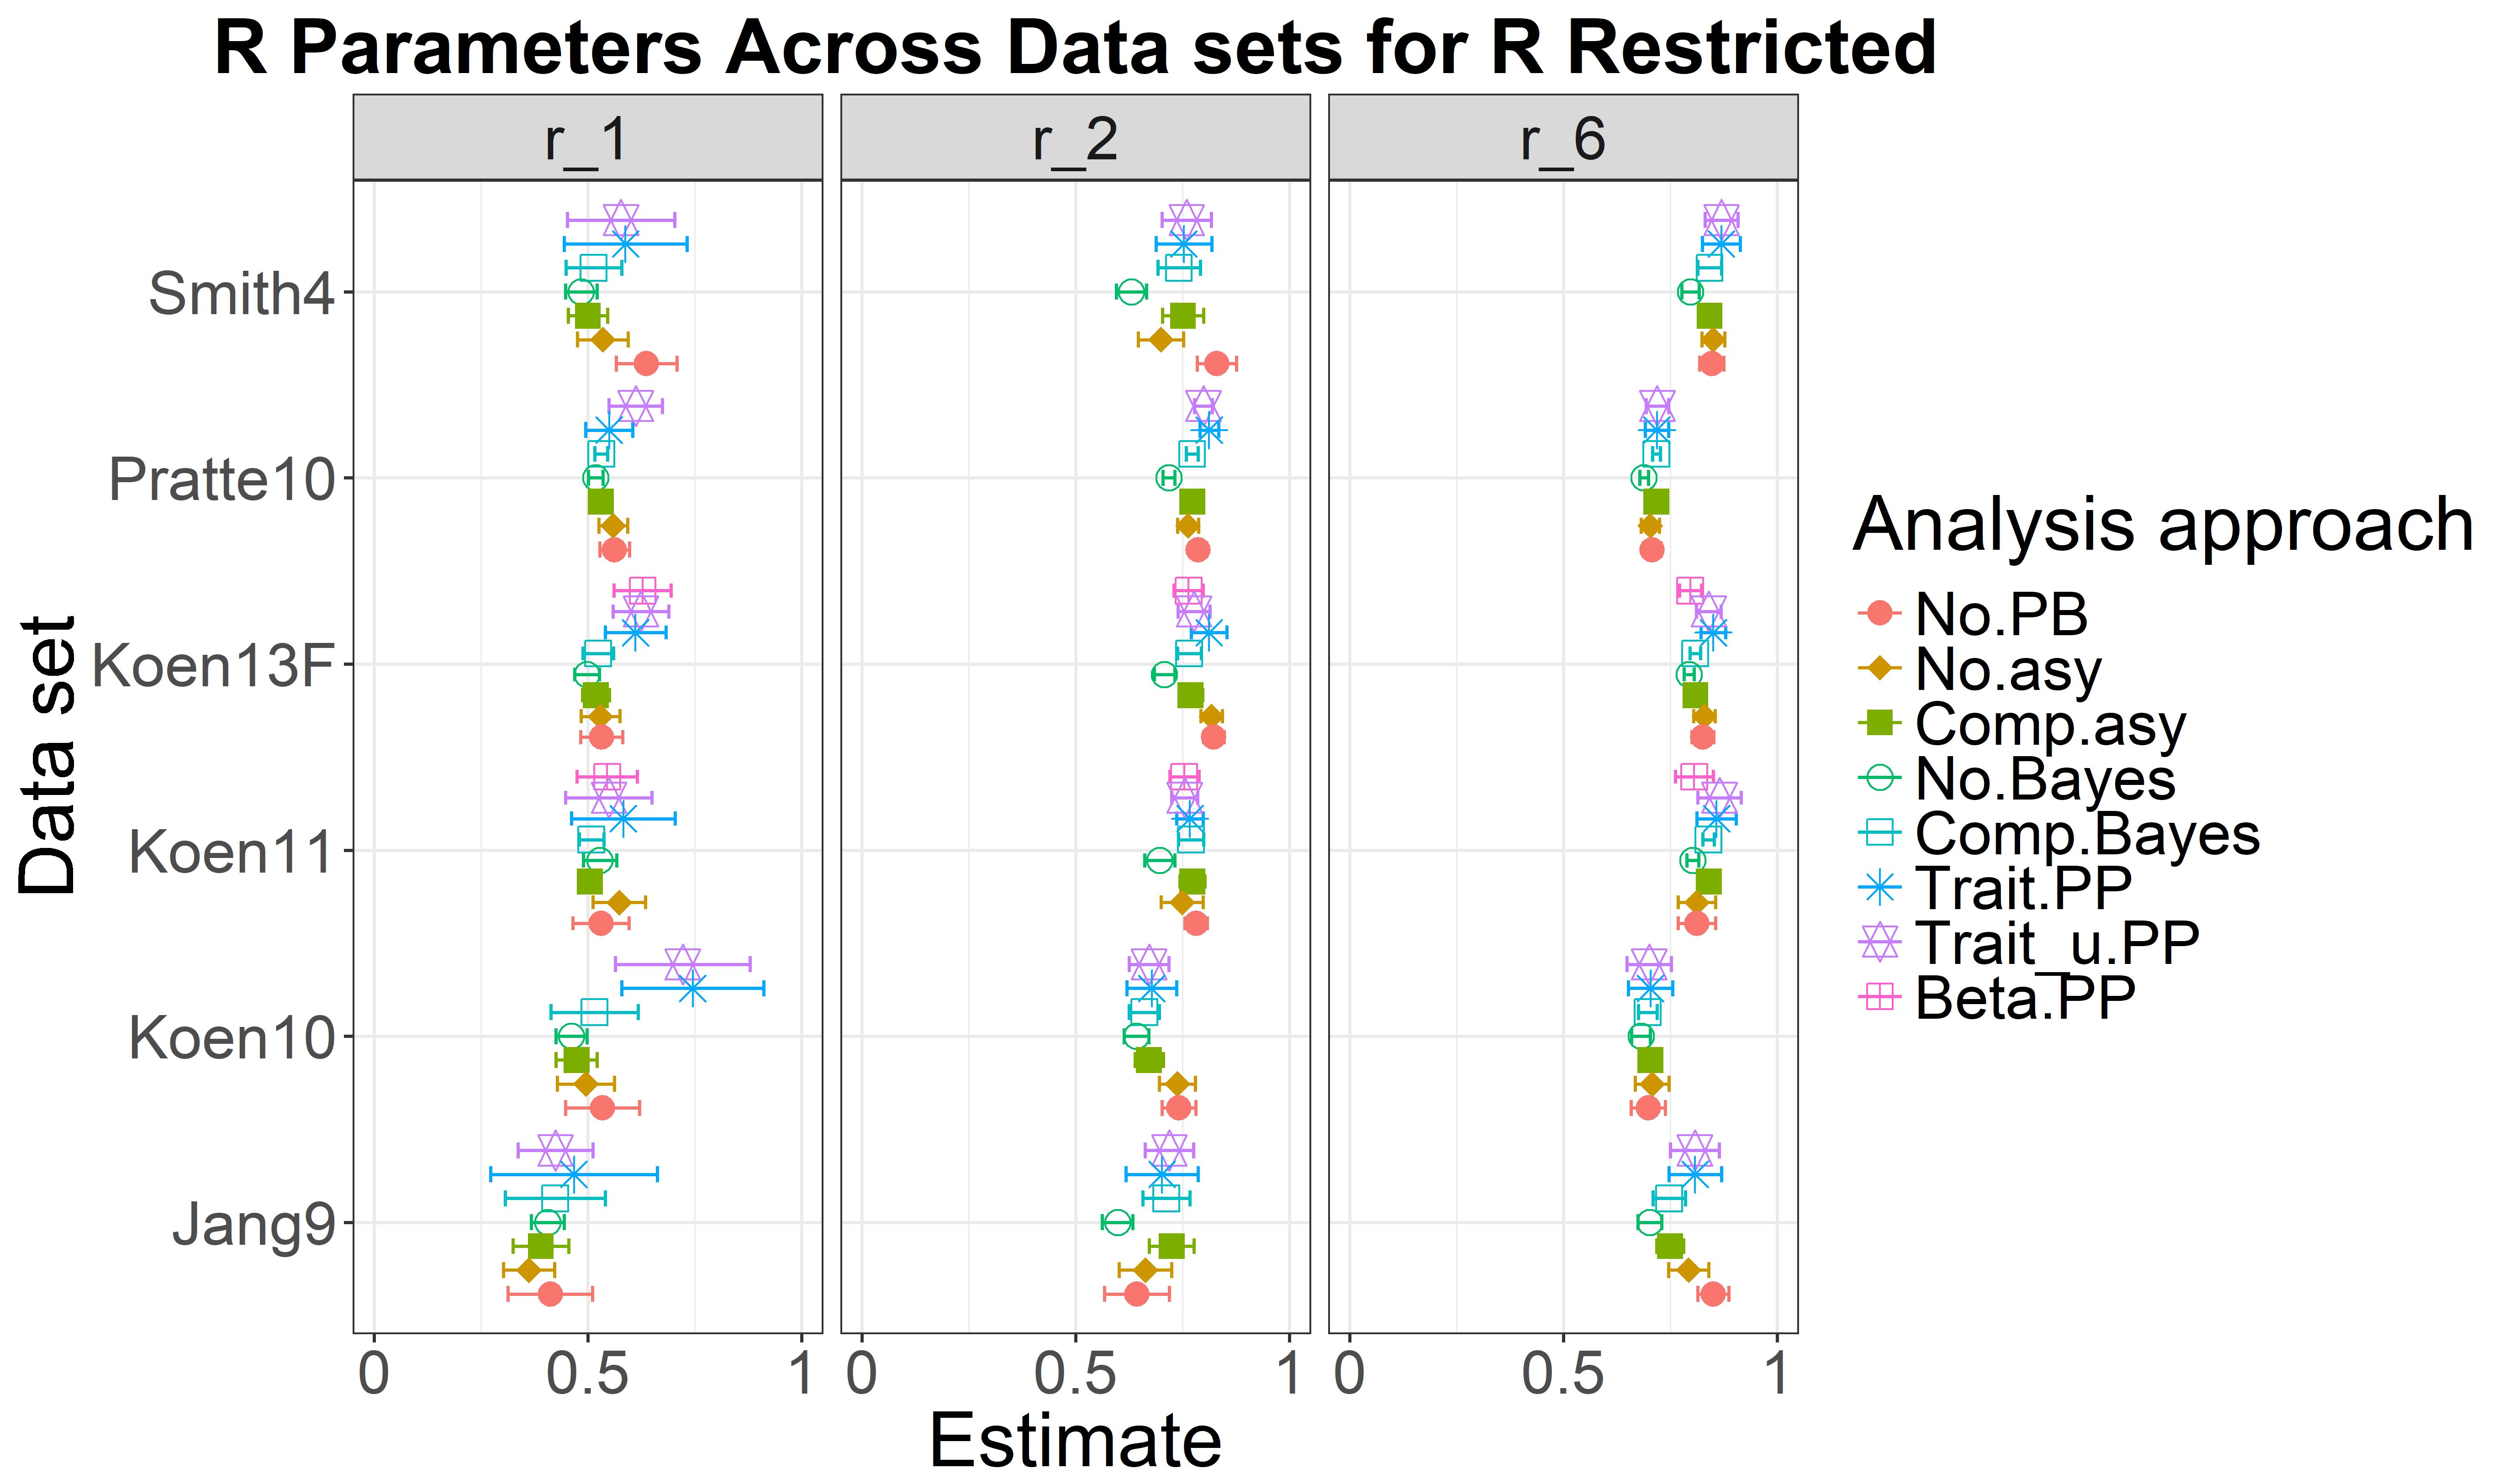 R Parameters Across Data sets for R Restricted
r_1 r_2 r_6
Data set
Smith4
Pratte10
Koen13F
Koen11
Koen10
Jang9
0 0.5 1 0 0.5 1 0 0.5 1
Estimate
Analysis approach
No.PB
No.asy
Comp.asy
No.Bayes
Comp.Bayes
Trait.PP
Trait_u.PP
Beta.PP